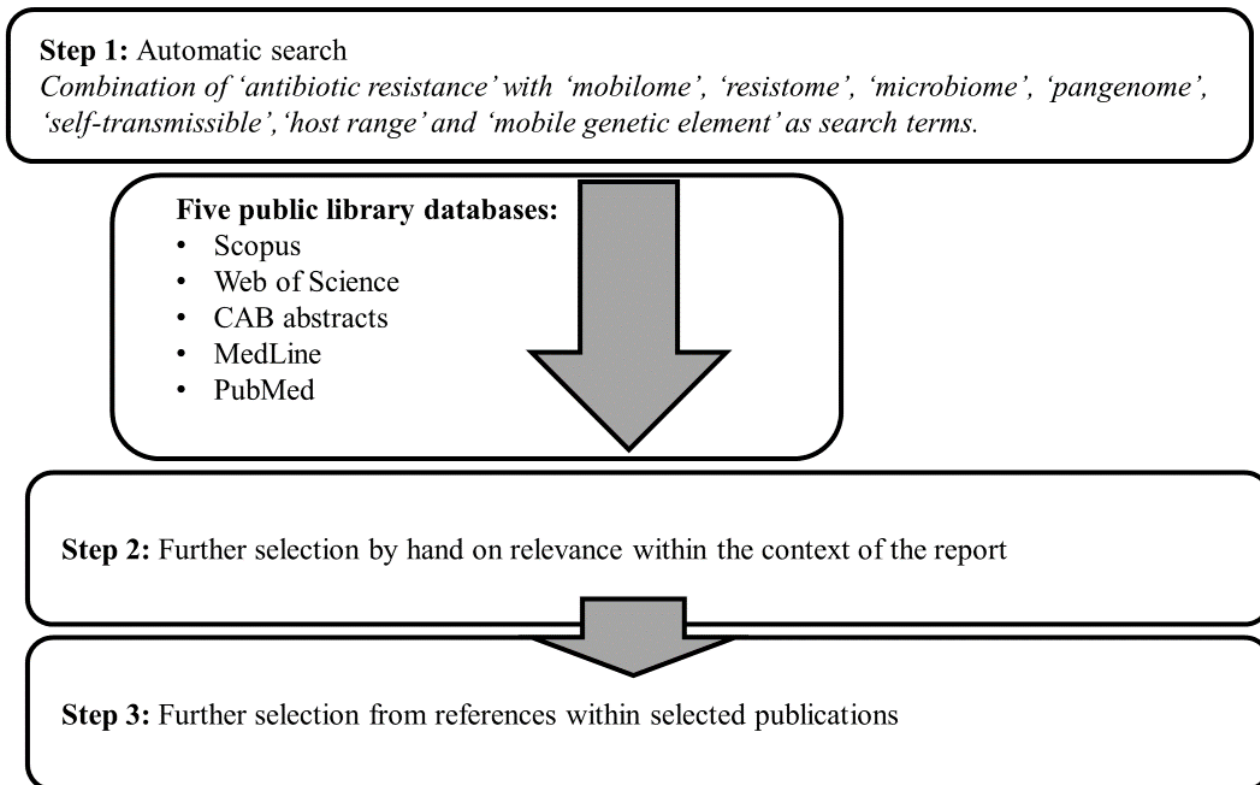 Step 1: Automatic search
Combination of ‘antibiotic resistance’ with ‘mobilome’, ‘resistome’, ‘microbiome’, ‘pangenome’,
‘self-transmissible’, ‘host range’ and ‘mobile genetic element’ as search terms.
Five public library databases:
• Scopus
• Web of Science
• CAB abstracts
• MedLine
• PubMed
Step 2: Further selection by hand on relevance within the context of the report
Step 3: Further selection from references within selected publications